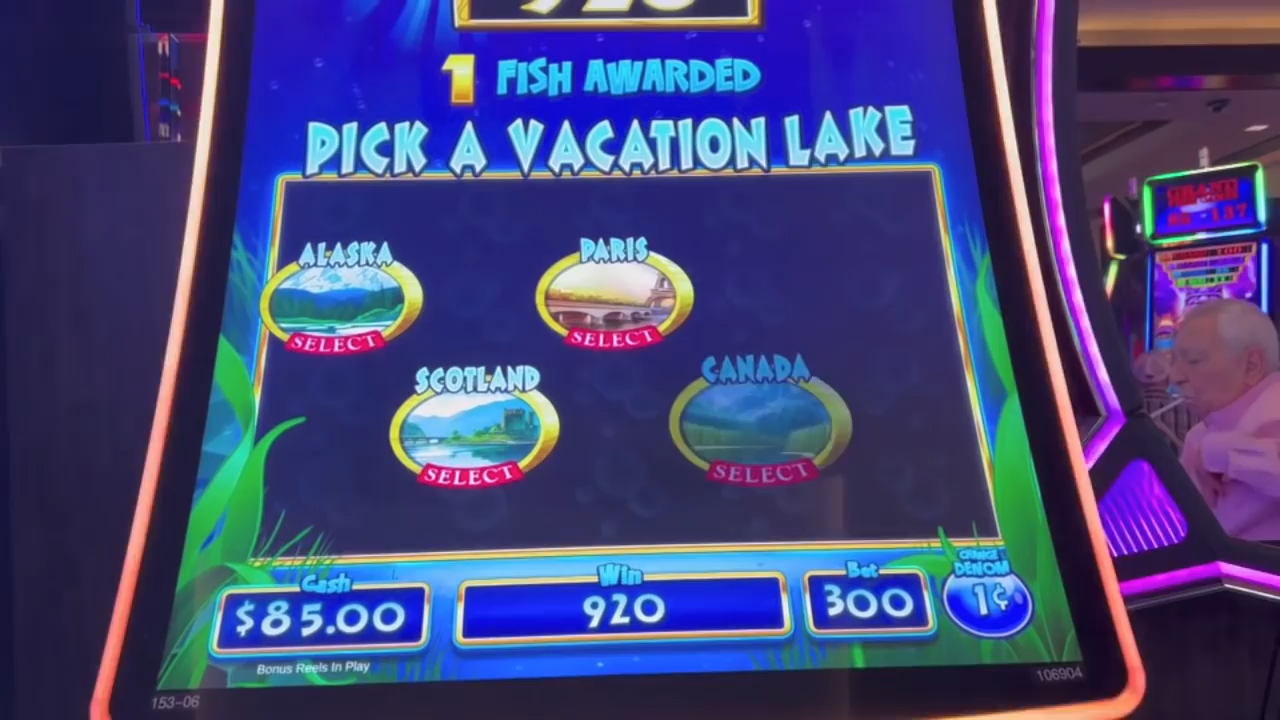 1 FISH AWARDED
PICK A VACATION LAKE
ALASKA
SELECT
PARIS
SELECT
SCOTLAND
SELECT
CANADA
SELECT
Cash
$85.00
Win
920
Bet
300
CHANGE
DENOM
1¢
Bonus Reels In Play
153-06
106904